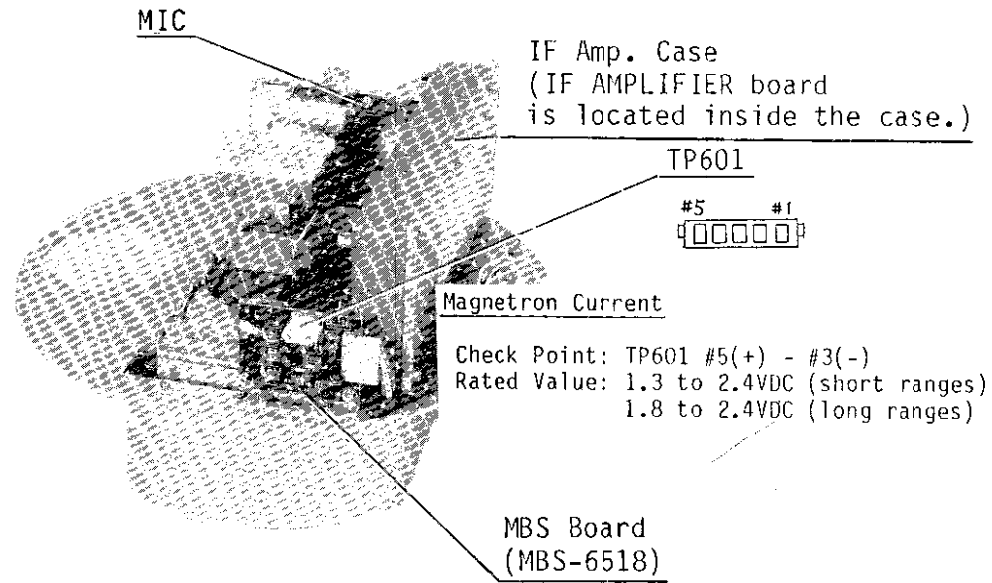 MIC
IF Amp. Case
(IF AMPLIFIER board
is located inside the case.)
TP601
#5 #1
Magnetron Current
Check Point: TP601 #5(+) - #3(-)
Rated Value: 1.3 to 2.4VDC (short ranges)
1.8 to 2.4VDC (long ranges)
MBS Board
(MBS-6518)